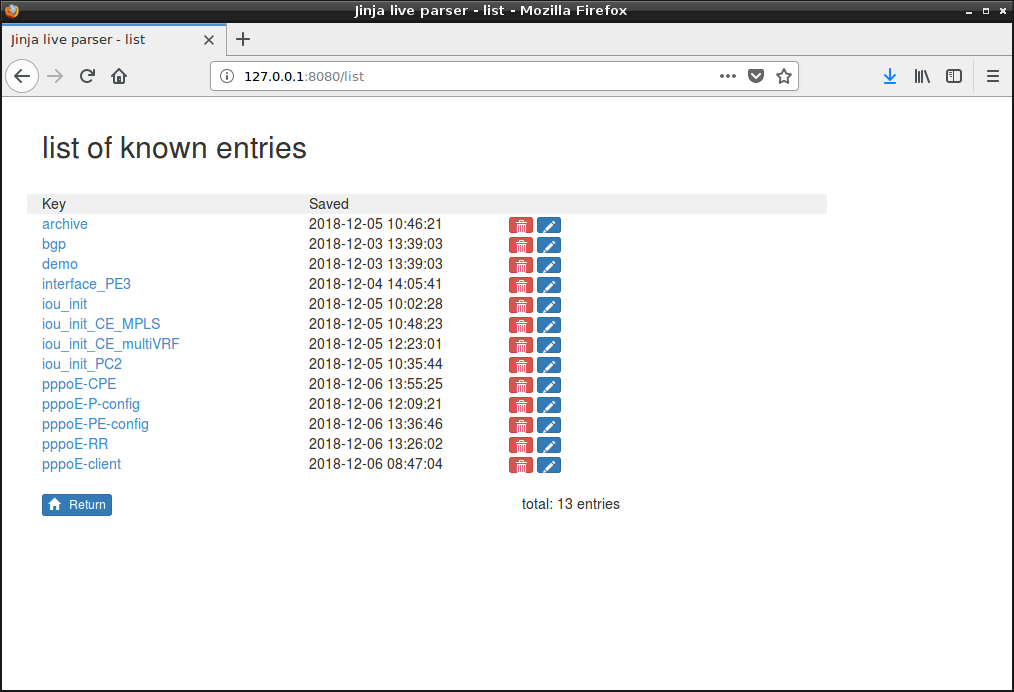 Jinja live parser - list - Mozilla Firefox
Jinja live parser - list
127.0.0.1:8080/list
list of known entries
Key Saved
archive 2018-12-05 10:46:21
bgp 2018-12-03 13:39:03
demo 2018-12-03 13:39:03
interface_PE3 2018-12-04 14:05:41
iou_init 2018-12-05 10:02:28
iou_init_CE_MPLS 2018-12-05 10:48:23
iou_init_CE_multiVRF 2018-12-05 12:23:01
iou_init_PC2 2018-12-05 10:35:44
pppoE-CPE 2018-12-06 13:55:25
pppoE-P-config 2018-12-06 12:09:21
pppoE-PE-config 2018-12-06 13:36:46
pppoE-RR 2018-12-06 13:26:02
pppoE-client 2018-12-06 08:47:04
Return total: 13 entries